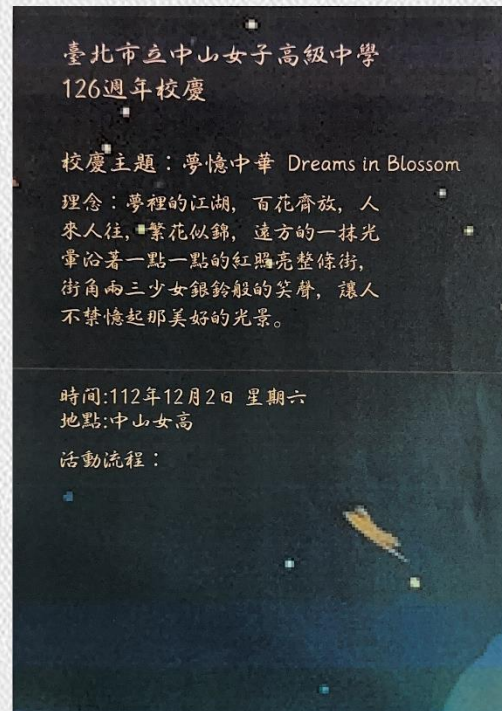 臺北市立中山女子高級中學
126週年校慶
校慶主題：夢憶中華 Dreams in Blossom
理念：夢裡的江湖，百花齊放，人
來人往，繁花似錦，遠方的一抹光
暈沿著一點一點的紅照亮整條街，
街角兩三少女銀鈴般的笑聲，讓人
不禁憶起那美好的光景。
時間:112年12月2日 星期六
地點:中山女高
活動流程：